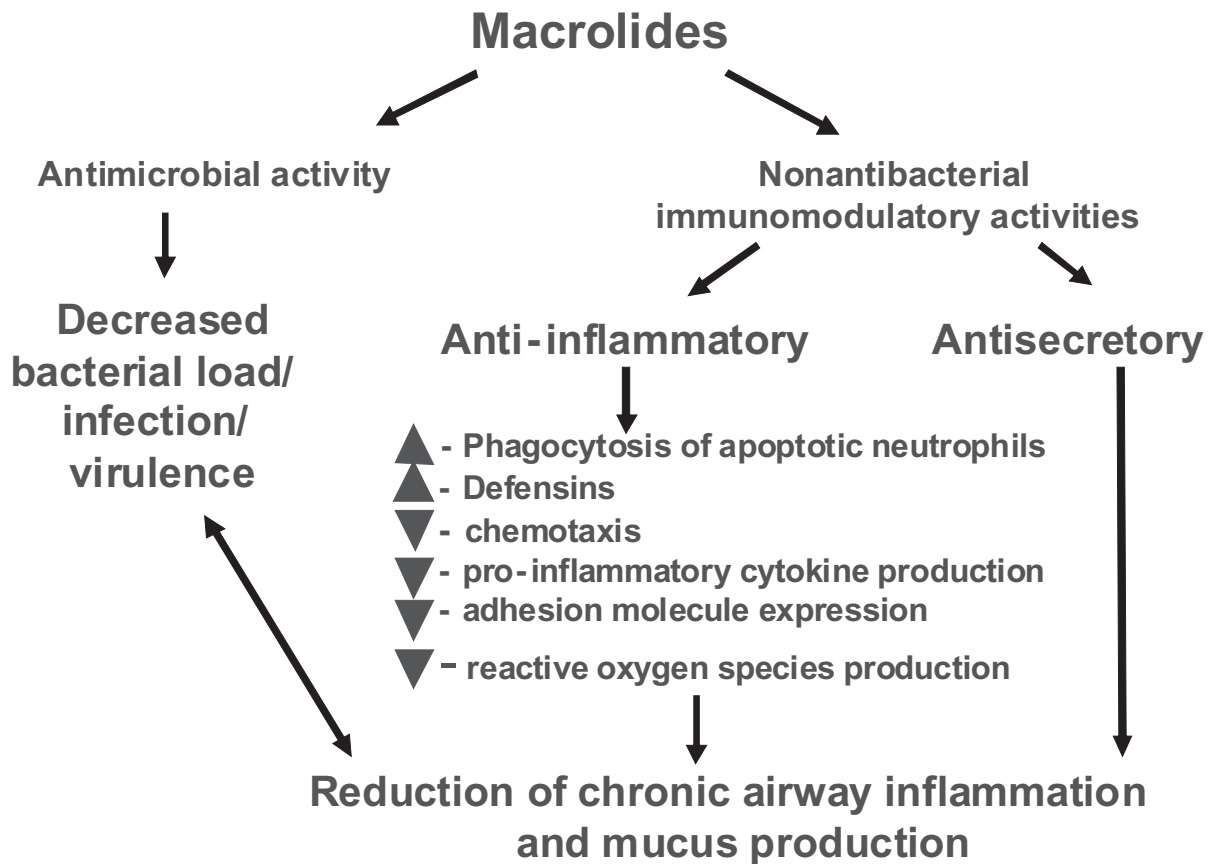 Macrolides
Antimicrobial activity
Nonantibacterial
immunomodulatory activities
Decreased
bacterial load/
infection/
virulence
Anti-inflammatory
Antisecretory
- Phagocytosis of apoptotic neutrophils
- Defensins
- chemotaxis
- pro-inflammatory cytokine production
- adhesion molecule expression
- reactive oxygen species production
Reduction of chronic airway inflammation
and mucus production